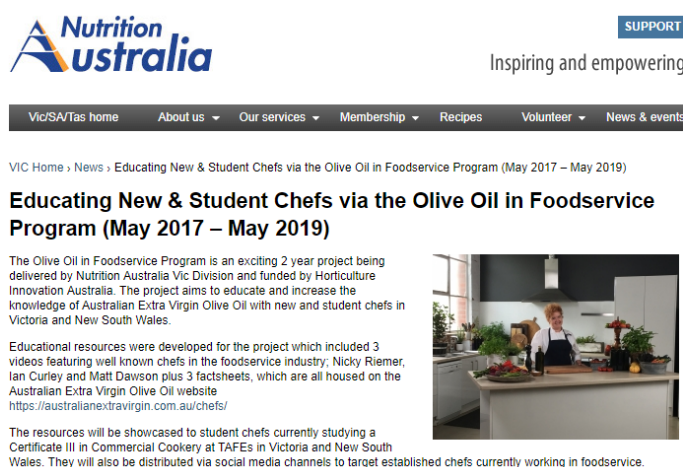 Nutrition
Australia
SUPPORT
Inspiring and empowering
Vic/SA/Tas home About us Our services Membership Recipes Volunteer News & events
VIC Home › News › Educating New & Student Chefs via the Olive Oil in Foodservice Program (May 2017 – May 2019)
Educating New & Student Chefs via the Olive Oil in Foodservice
Program (May 2017 – May 2019)
The Olive Oil in Foodservice Program is an exciting 2 year project being
delivered by Nutrition Australia Vic Division and funded by Horticulture
Innovation Australia. The project aims to educate and increase the
knowledge of Australian Extra Virgin Olive Oil with new and student chefs in
Victoria and New South Wales.
Educational resources were developed for the project which included 3
videos featuring well known chefs in the foodservice industry; Nicky Riemer,
Ian Curley and Matt Dawson plus 3 factsheets, which are all housed on the
Australian Extra Virgin Olive Oil website
https://australianextravirgin.com.au/chefs/
The resources will be showcased to student chefs currently studying a
Certificate III in Commercial Cookery at TAFEs in Victoria and New South
Wales. They will also be distributed via social media channels to target established chefs currently working in foodservice.